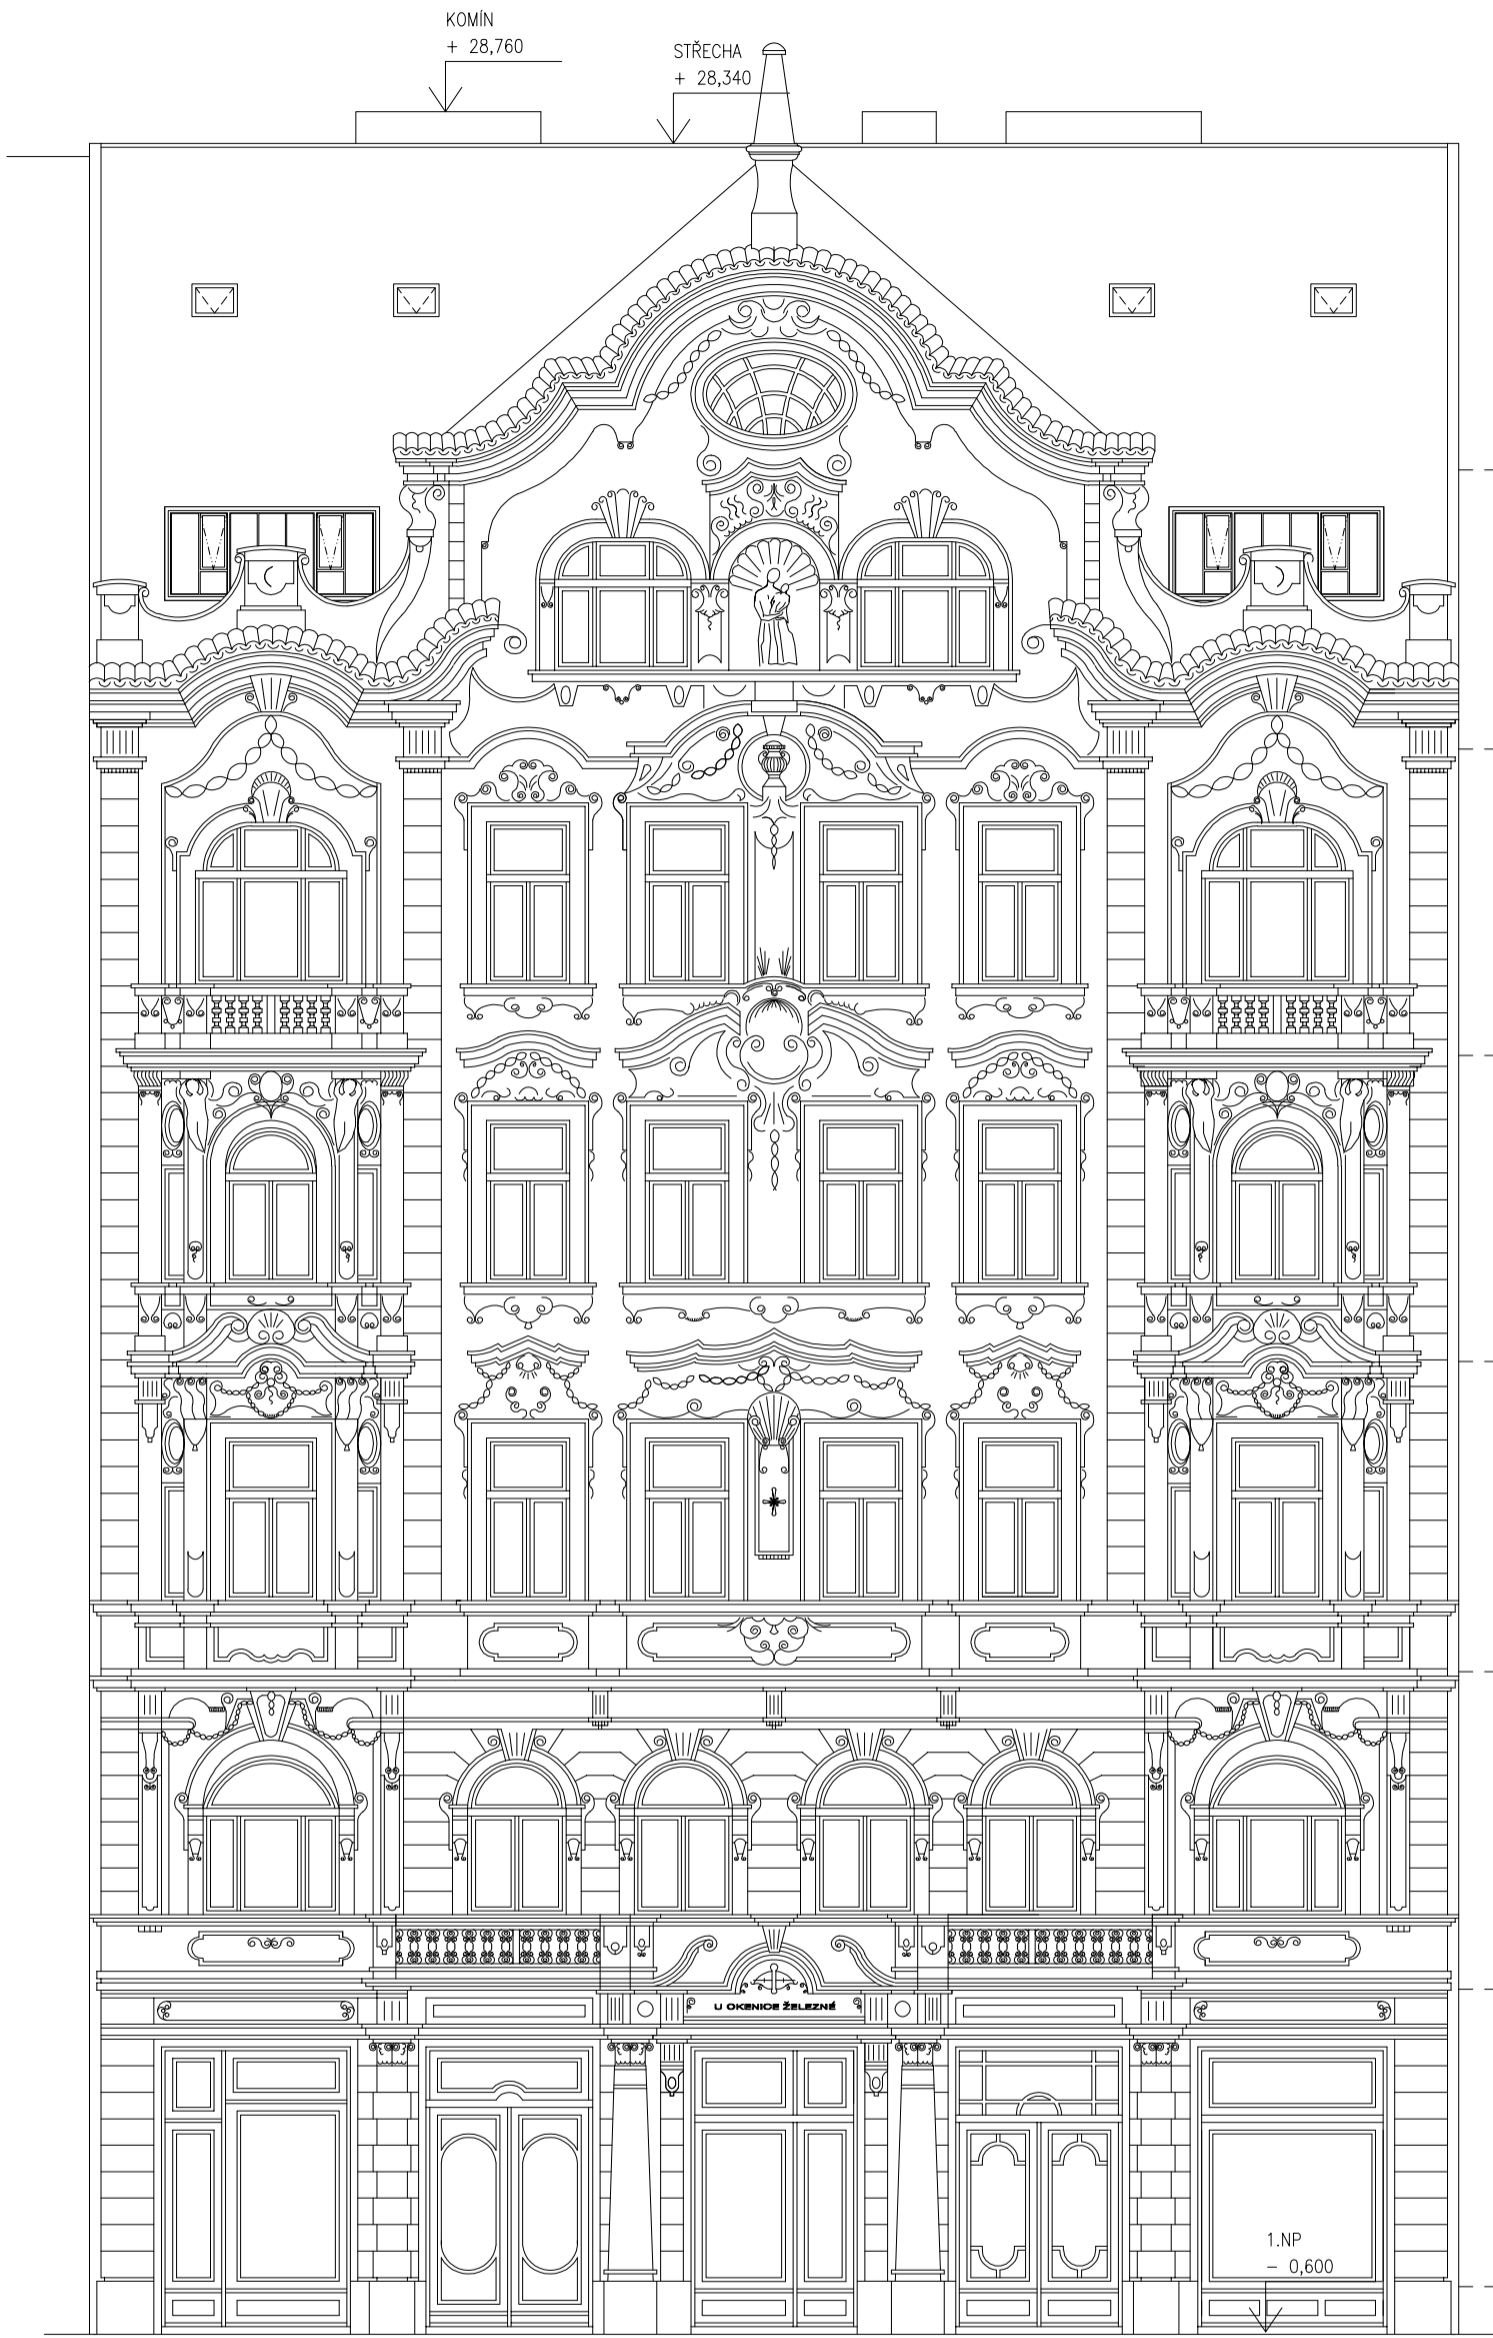 KOMÍN
+ 28,760
STŘECHA
+ 28,340
U OKENICE ŽELEZNÉ
1.NP
− 0,600